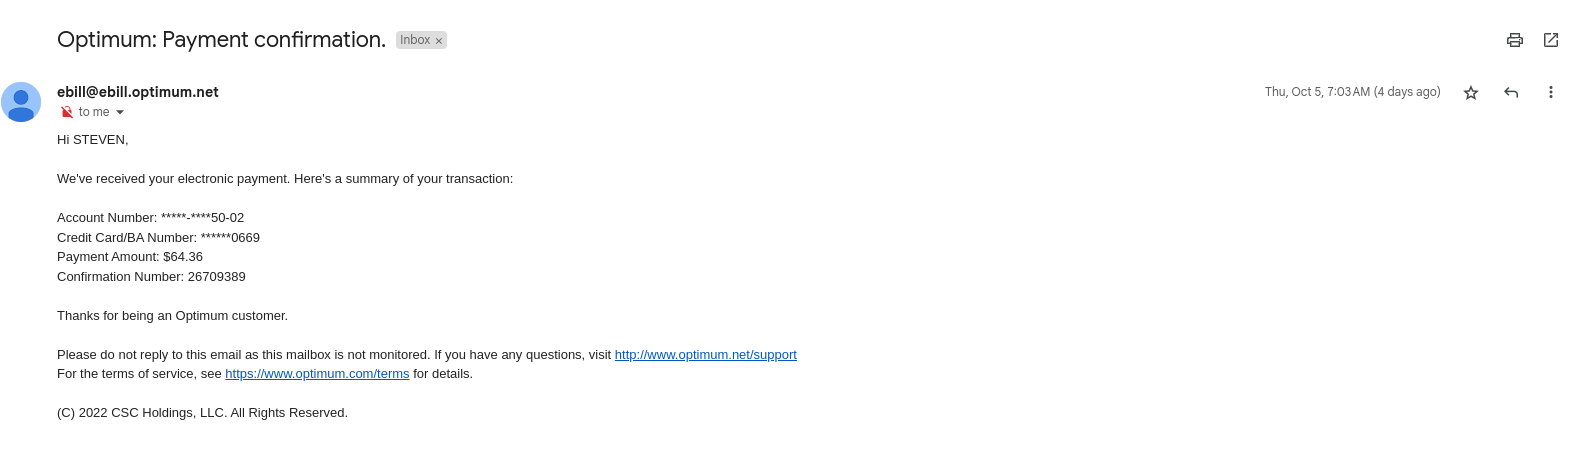 Optimum: Payment confirmation. Inbox ×
ebill@ebill.optimum.net Thu, Oct 5, 7:03 AM (4 days ago)
to me
Hi STEVEN,
We've received your electronic payment. Here's a summary of your transaction:
Account Number: *****-****50-02
Credit Card/BA Number: ******0669
Payment Amount: $64.36
Confirmation Number: 26709389
Thanks for being an Optimum customer.
Please do not reply to this email as this mailbox is not monitored. If you have any questions, visit http://www.optimum.net/support
For the terms of service, see https://www.optimum.com/terms for details.
(C) 2022 CSC Holdings, LLC. All Rights Reserved.